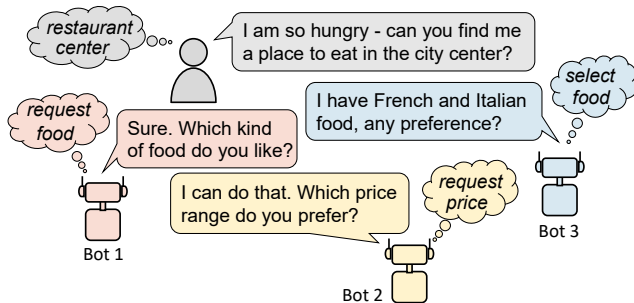 restaurant
center
I am so hungry - can you find me
a place to eat in the city center?
request
food
Sure. Which kind
of food do you like?
I have French and Italian
food, any preference?
select
food
I can do that. Which price
range do you prefer?
request
price
Bot 1
Bot 2
Bot 3